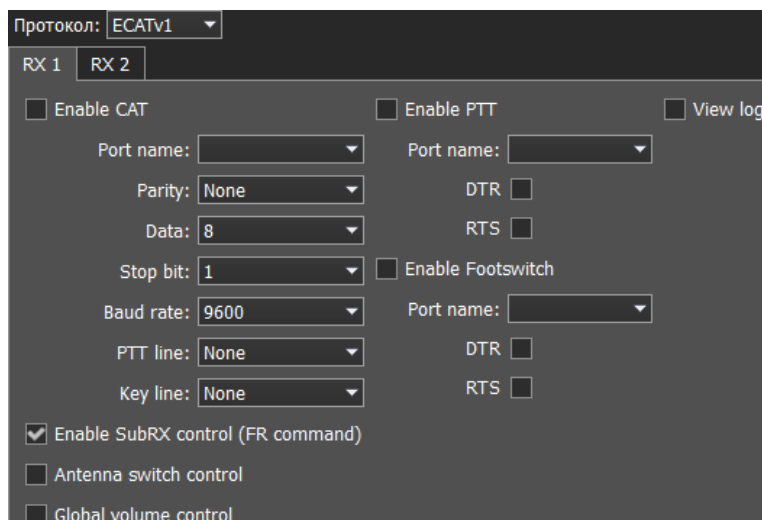 Протокол: ECATv1
RX 1 RX 2
Enable CAT Enable PTT View log
Port name: Port name:
Parity: None DTR
Data: 8 RTS
Stop bit: 1 Enable Footswitch
Baud rate: 9600 Port name:
PTT line: None DTR
Key line: None RTS
Enable SubRX control (FR command)
Antenna switch control
Global volume control